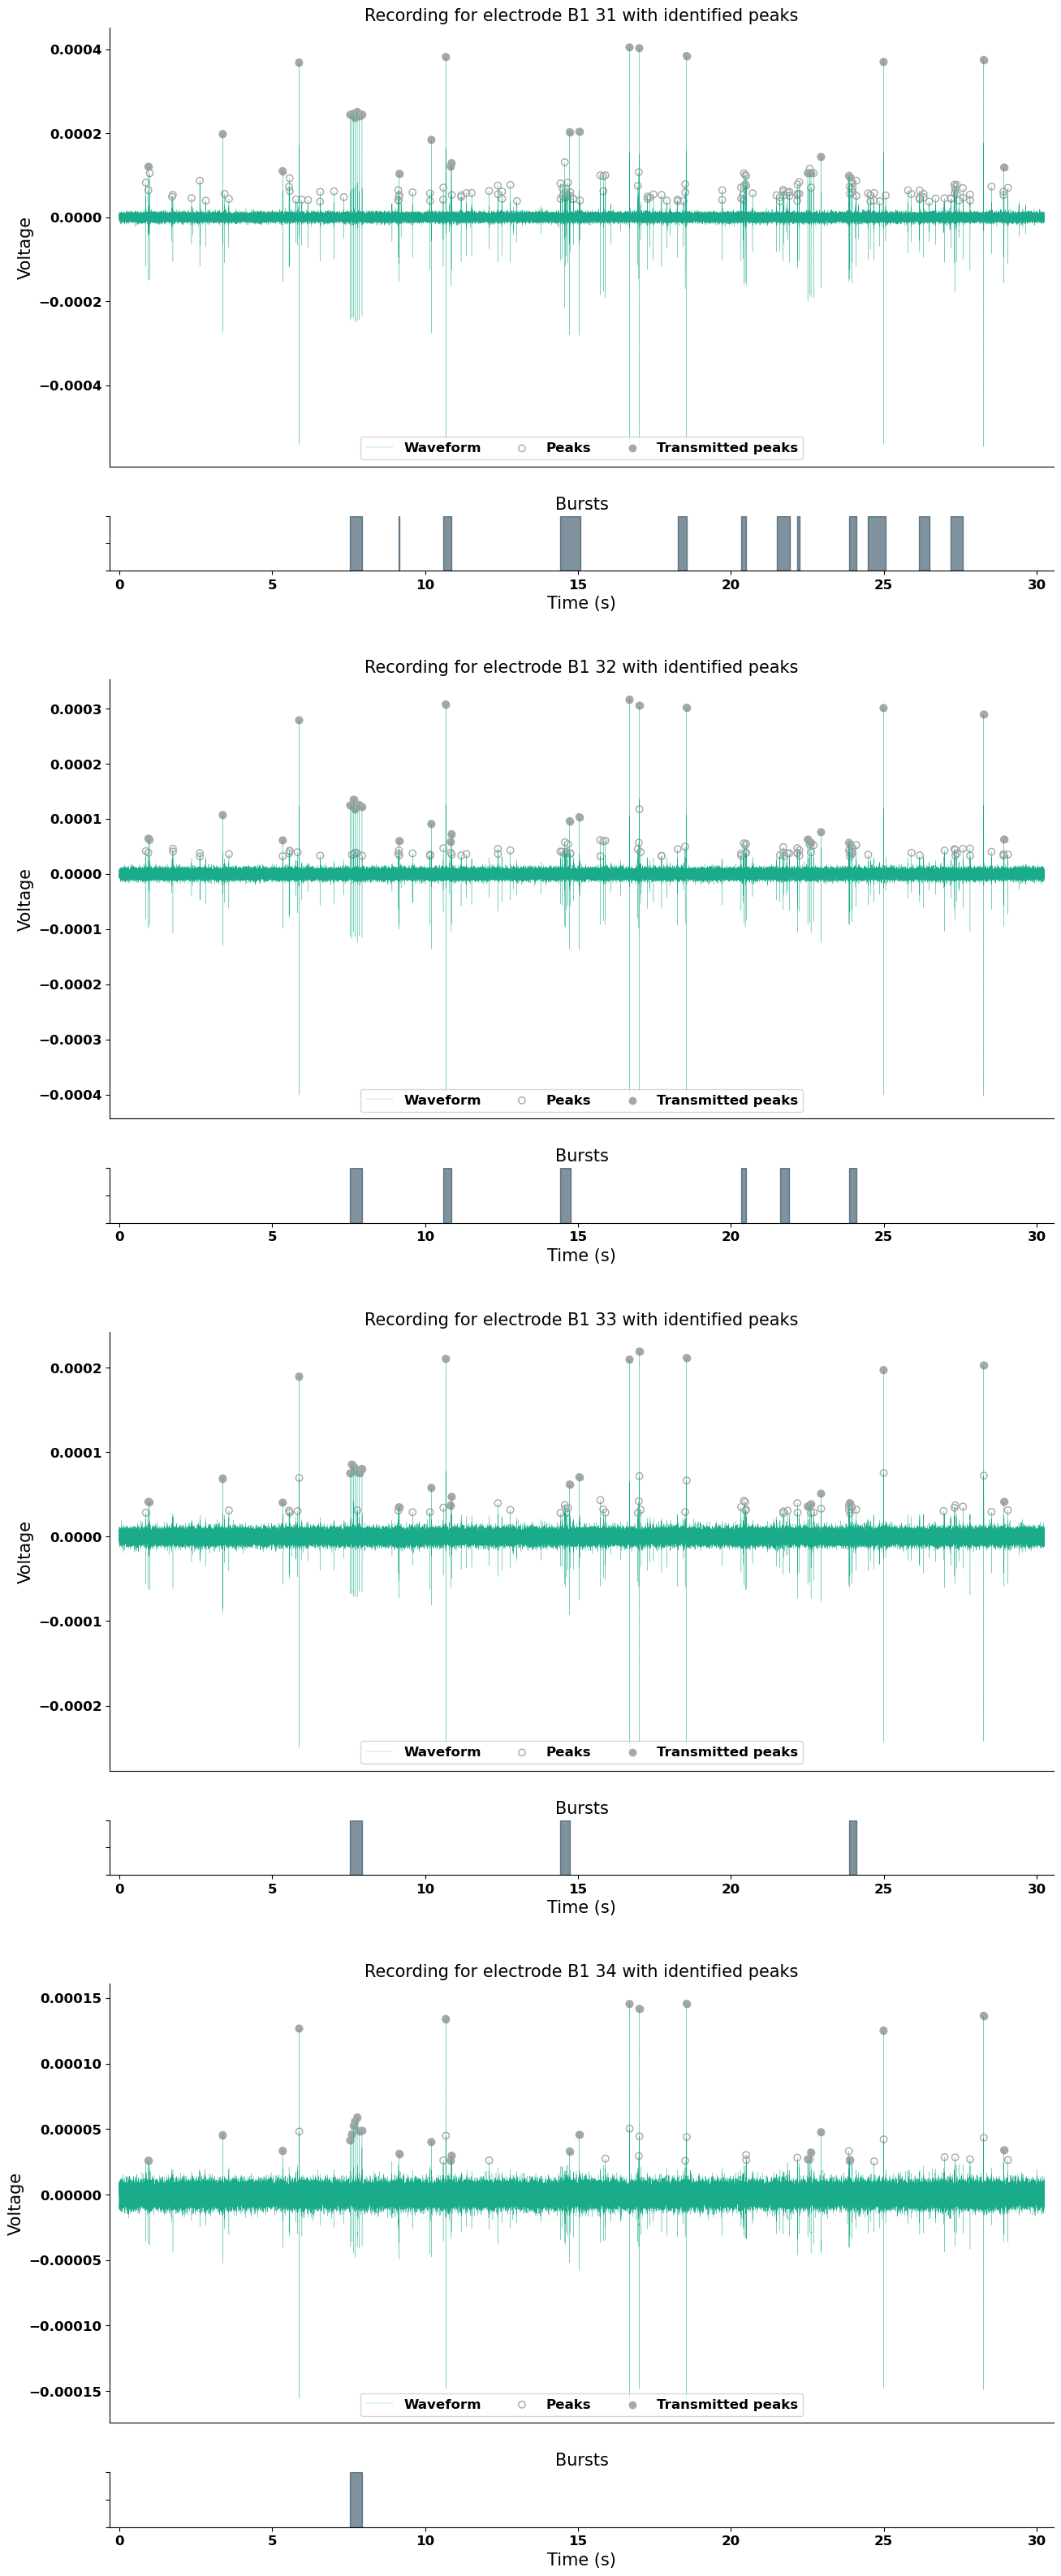 Recording for electrode B1 31 with identified peaks
0.0004
0.0002
0.0000
−0.0002
−0.0004
Voltage
Waveform Peaks Transmitted peaks
Bursts
0 5 10 15 20 25 30
Time (s)
Recording for electrode B1 32 with identified peaks
0.0003
0.0002
0.0001
0.0000
−0.0001
−0.0002
−0.0003
−0.0004
Voltage
Waveform Peaks Transmitted peaks
Bursts
0 5 10 15 20 25 30
Time (s)
Recording for electrode B1 33 with identified peaks
0.0002
0.0001
0.0000
−0.0001
−0.0002
Voltage
Waveform Peaks Transmitted peaks
Bursts
0 5 10 15 20 25 30
Time (s)
Recording for electrode B1 34 with identified peaks
0.00015
0.00010
0.00005
0.00000
−0.00005
−0.00010
−0.00015
Voltage
Waveform Peaks Transmitted peaks
Bursts
0 5 10 15 20 25 30
Time (s)